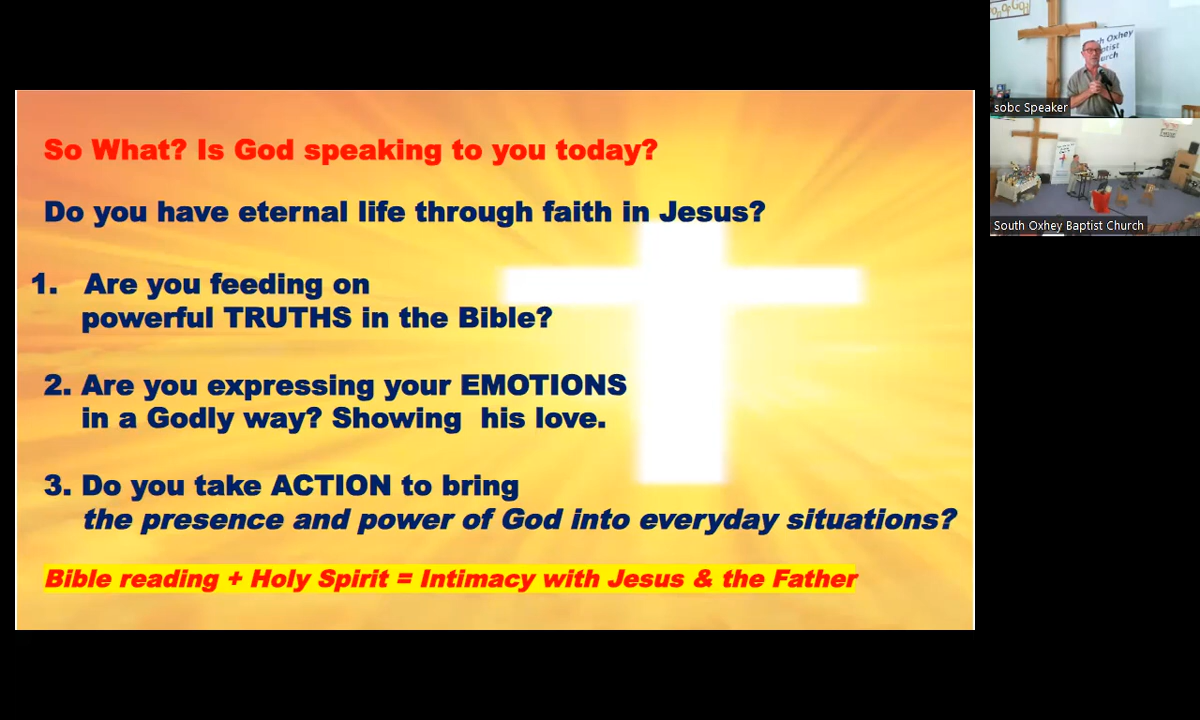 So What? Is God speaking to you today?
Do you have eternal life through faith in Jesus?
1. Are you feeding on
powerful TRUTHS in the Bible?
2. Are you expressing your EMOTIONS
in a Godly way? Showing  his love.
3. Do you take ACTION to bring
the presence and power of God into everyday situations?
Bible reading + Holy Spirit = Intimacy with Jesus & the Father
Oxhey
sobc Speaker
South Oxhey Baptist Church